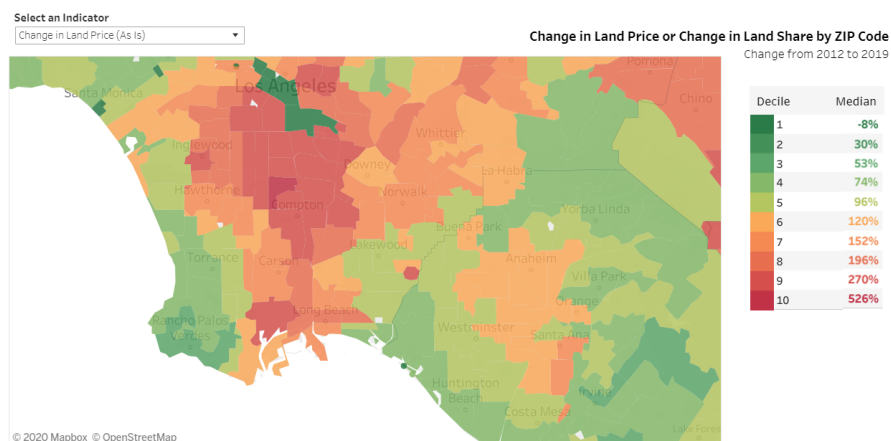 Select an Indicator
Change in Land Price (As Is)
Change in Land Price or Change in Land Share by ZIP Code
Change from 2012 to 2019
Decile Median
1 -8%
2 30%
3 53%
4 74%
5 96%
6 120%
7 152%
8 196%
9 270%
10 526%
Pomona
Los Angeles
Santa Monica
Chino
Whittier
Inglewood
Downey
La Habra
Hawthorne
Norwalk
Compton
Yorba Linda
Buena Park
Lakewood
Torrance
Carson
Anaheim
Villa Park
Orange
Long Beach
Rancho Palos
Verdes
Westminster
Santa Ana
Huntington
Beach
Irvine
Costa Mesa
Lake Fores
© 2020 Mapbox © OpenStreetMap